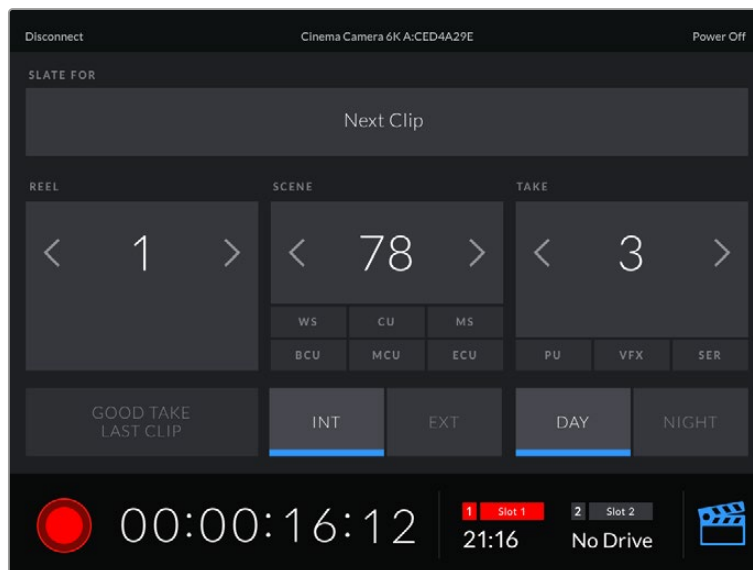 Disconnect Cinema Camera 6K A:CED4A29E Power Off
SLATE FOR
Next Clip
REEL SCENE TAKE
1 78 3
WS CU MS
BCU MCU ECU PU VFX SER
GOOD TAKE
LAST CLIP
INT EXT DAY NIGHT
00:00:16:12
1 Slot 1 2 Slot 2
21:16 No Drive